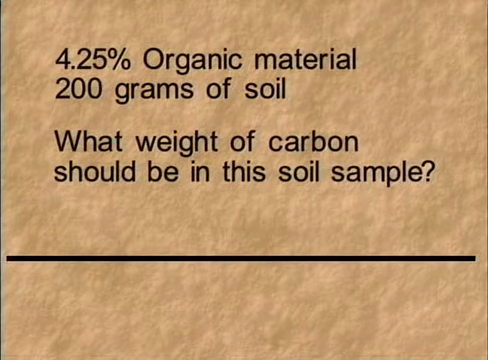 4.25% Organic material
200 grams of soil
What weight of carbon
should be in this soil sample?